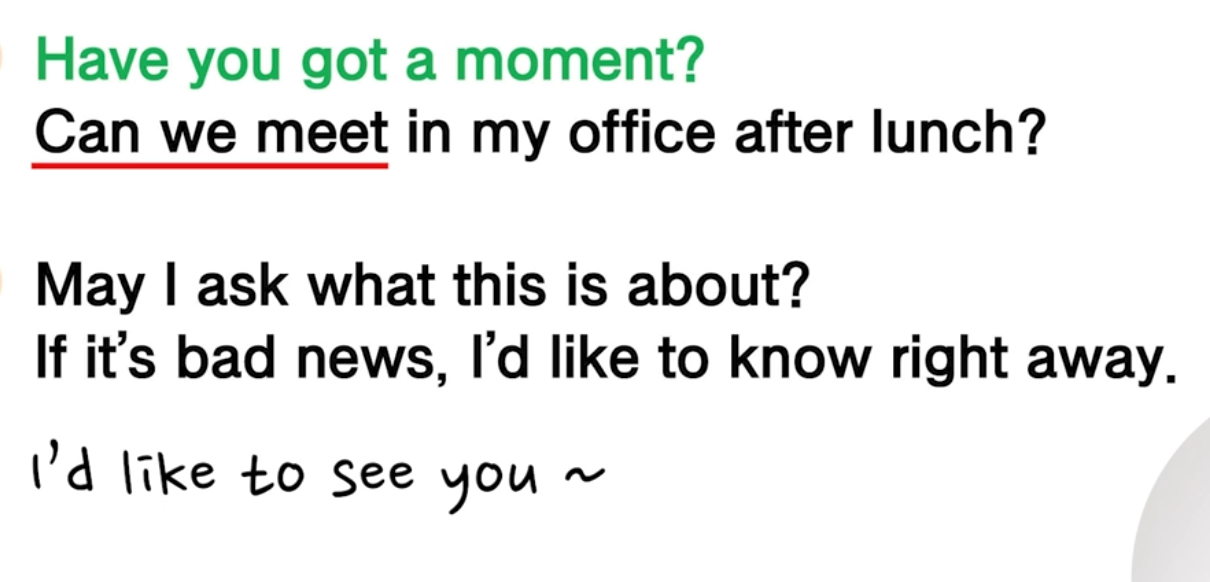 Have you got a moment?
Can we meet in my office after lunch?
May I ask what this is about?
If it's bad news, I'd like to know right away.
I'd like to see you ~